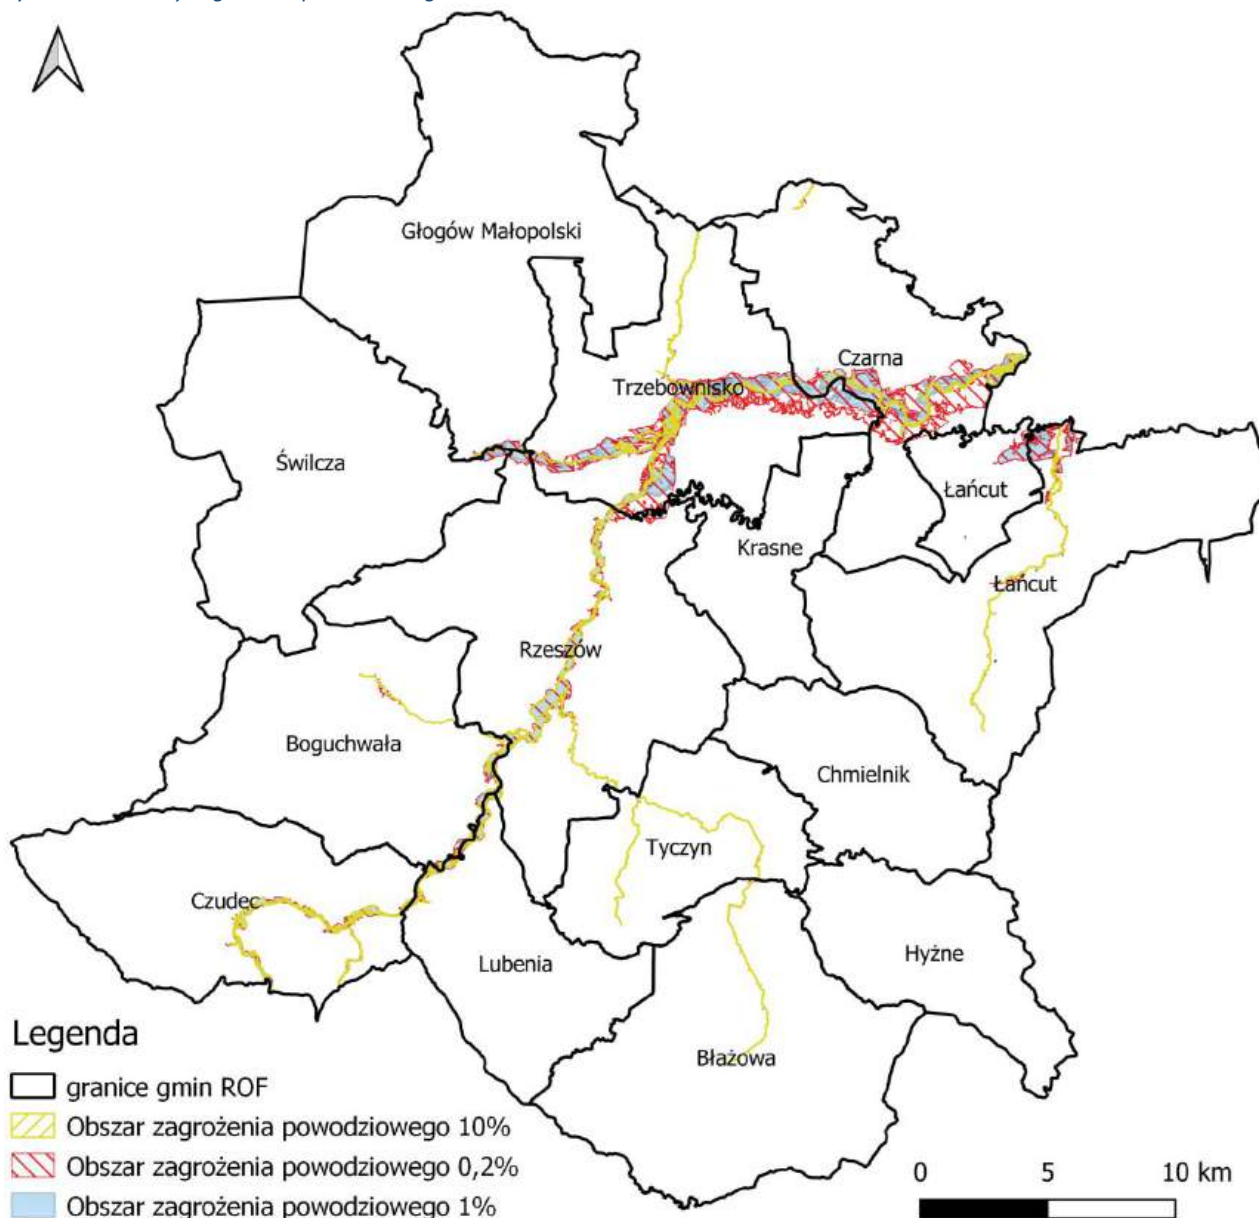 Głogów Małopolski
Czarna
Trzebownisko
Świlcza
Łańcut
Krasne
Łańcut
Rzeszów
Boguchwała
Chmielnik
Tyczyn
Czudec
Lubenia
Hyżne
Błażowa
Legenda
granice gmin ROF
Obszar zagrożenia powodziowego 10%
Obszar zagrożenia powodziowego 0,2%
Obszar zagrożenia powodziowego 1%
0 5 10 km